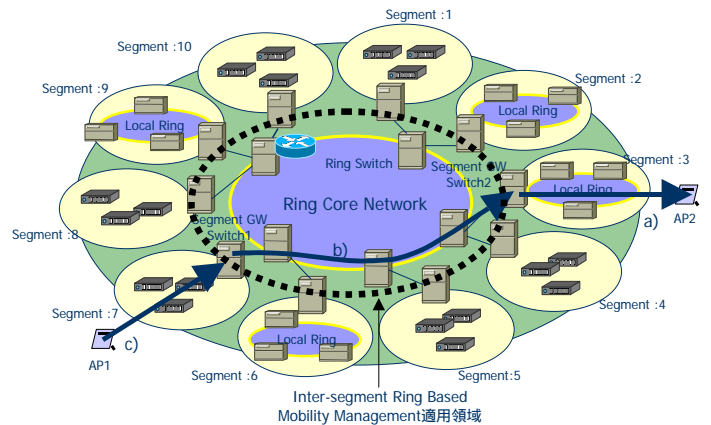 Segment :1
Segment :10
Segment :2
Segment :9
Local Ring
Local Ring
Segment :3
Ring Switch
Segment GW
Switch2
Local Ring
Ring Core Network
a)
AP2
Segment GW
Switch1
Segment :8
b)
Segment :4
Segment :7
c)
AP1
Local Ring
Segment :6
Segment:5
Inter-segment Ring Based
Mobility Management適用領域